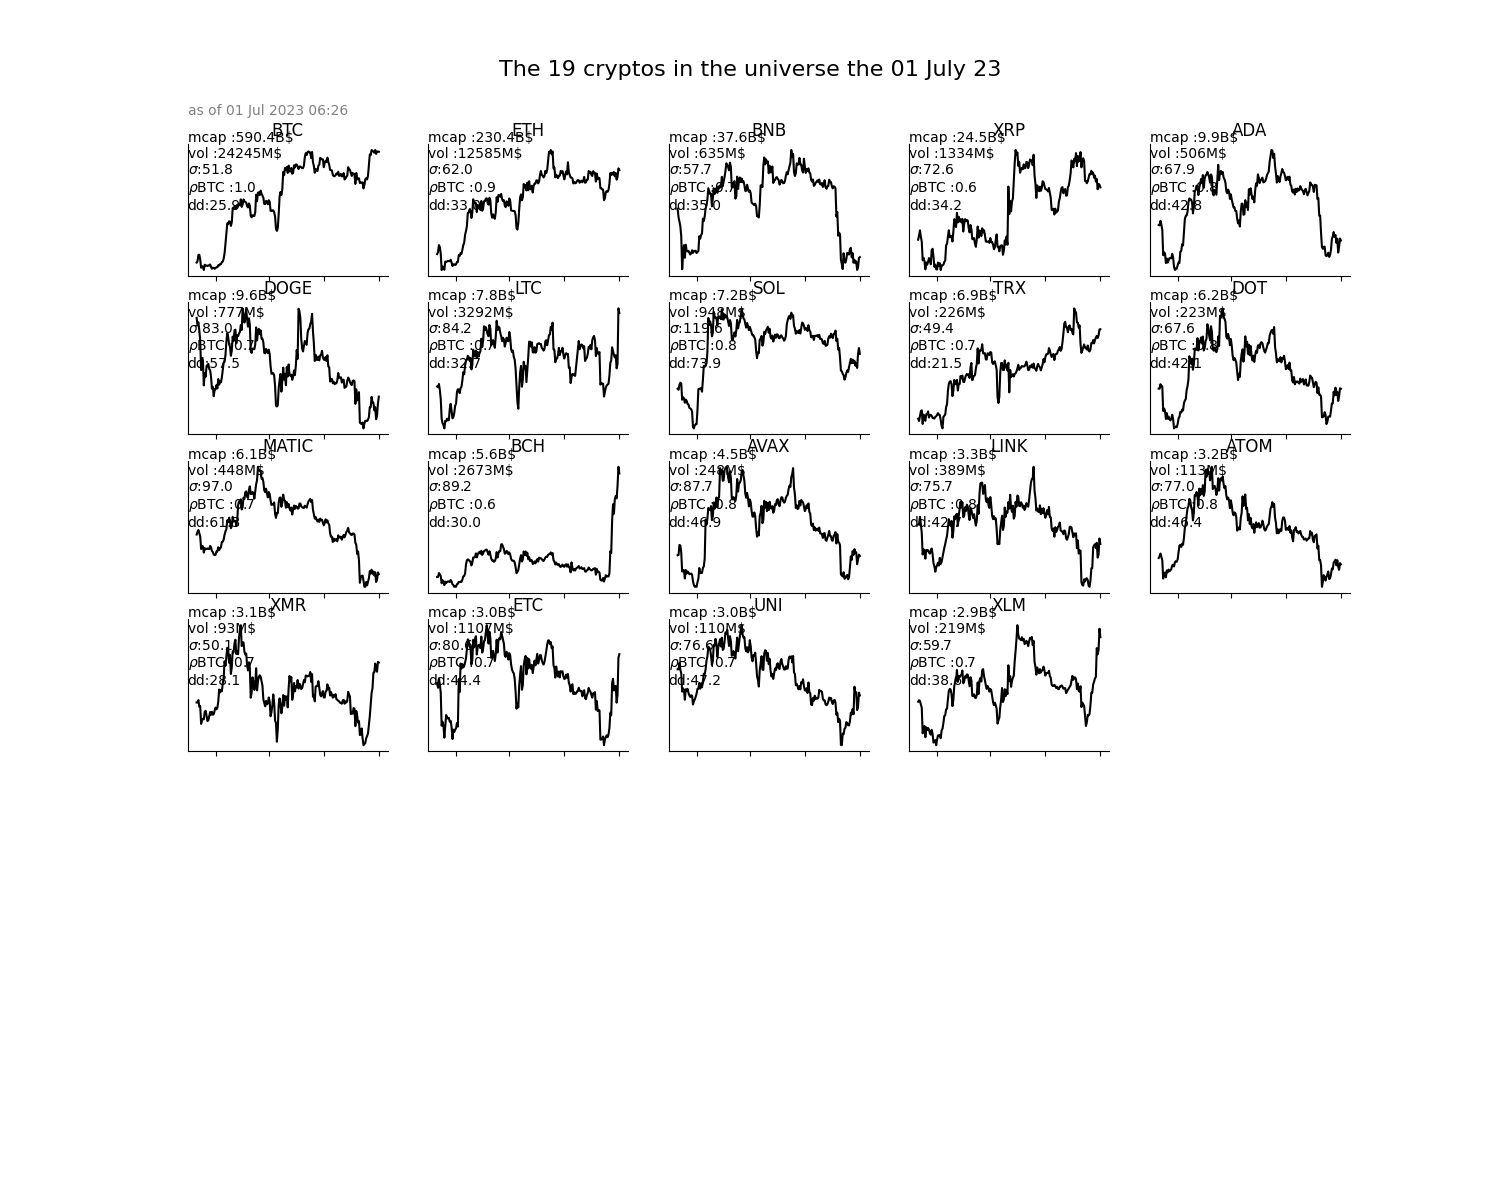 The 19 cryptos in the universe the 01 July 23
as of 01 Jul 2023 06:26
BTC
mcap :590.4B$
vol :24245M$
σ:51.8
ρBTC :1.0
dd:25.
ETH
mcap :230.4B$
vol :12585M$
σ:62.0
ρBTC :0.9
dd:33.
BNB
mcap :37.6B$
vol :635M$
σ:57.7
ρBTC :0.7
dd:35.0
XRP
mcap :24.5B$
vol :1334M$
σ:72.6
ρBTC :0.6
dd:34.2
ADA
mcap :9.9B$
vol :506M$
σ:67.9
ρBTC :0.8
dd:42.8
DOGE
mcap :9.6B$
vol :777M$
σ:83.0
ρBTC :0.7
dd:57.5
LTC
mcap :7.8B$
vol :3292M$
σ:84.2
ρBTC :0.7
dd:32.7
SOL
mcap :7.2B$
vol :948M$
σ:119.6
ρBTC :0.8
dd:73.9
TRX
mcap :6.9B$
vol :226M$
σ:49.4
ρBTC :0.7
dd:21.5
DOT
mcap :6.2B$
vol :223M$
σ:67.6
ρBTC :0.8
dd:42.1
MATIC
mcap :6.1B$
vol :448M$
σ:97.0
ρBTC :0.7
dd:61.8
BCH
mcap :5.6B$
vol :2673M$
σ:89.2
ρBTC :0.6
dd:30.0
AVAX
mcap :4.5B$
vol :248M$
σ:87.7
ρBTC :0.8
dd:46.9
LINK
mcap :3.3B$
vol :389M$
σ:75.7
ρBTC :0.8
dd:42.
ATOM
mcap :3.2B$
vol :113M$
σ:77.0
ρBTC :0.8
dd:46.4
XMR
mcap :3.1B$
vol :93M$
σ:50.1
ρBTC :0.7
dd:28.1
ETC
mcap :3.0B$
vol :1107M$
σ:80.
ρBTC :0.7
dd:44.4
UNI
mcap :3.0B$
vol :110M$
σ:76.6
ρBTC :0.7
dd:47.2
XLM
mcap :2.9B$
vol :219M$
σ:59.7
ρBTC :0.7
dd:38.